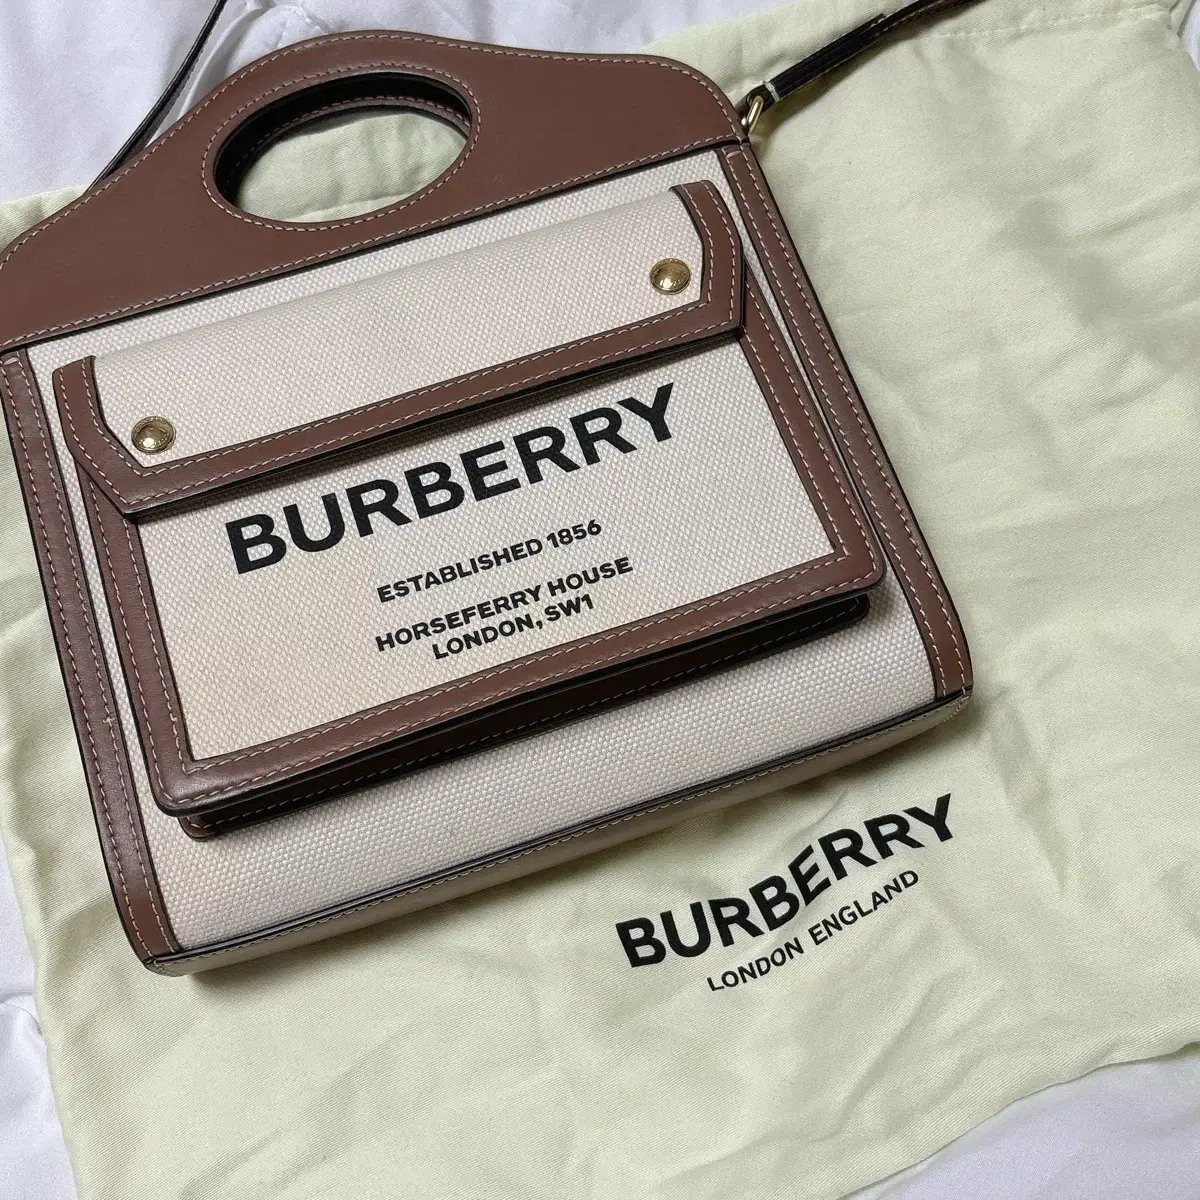 BURBERRY
ESTABLISHED 1856
HORSEFERRY HOUSE
LONDON, SW1
BURBERRY
LONDON ENGLAND